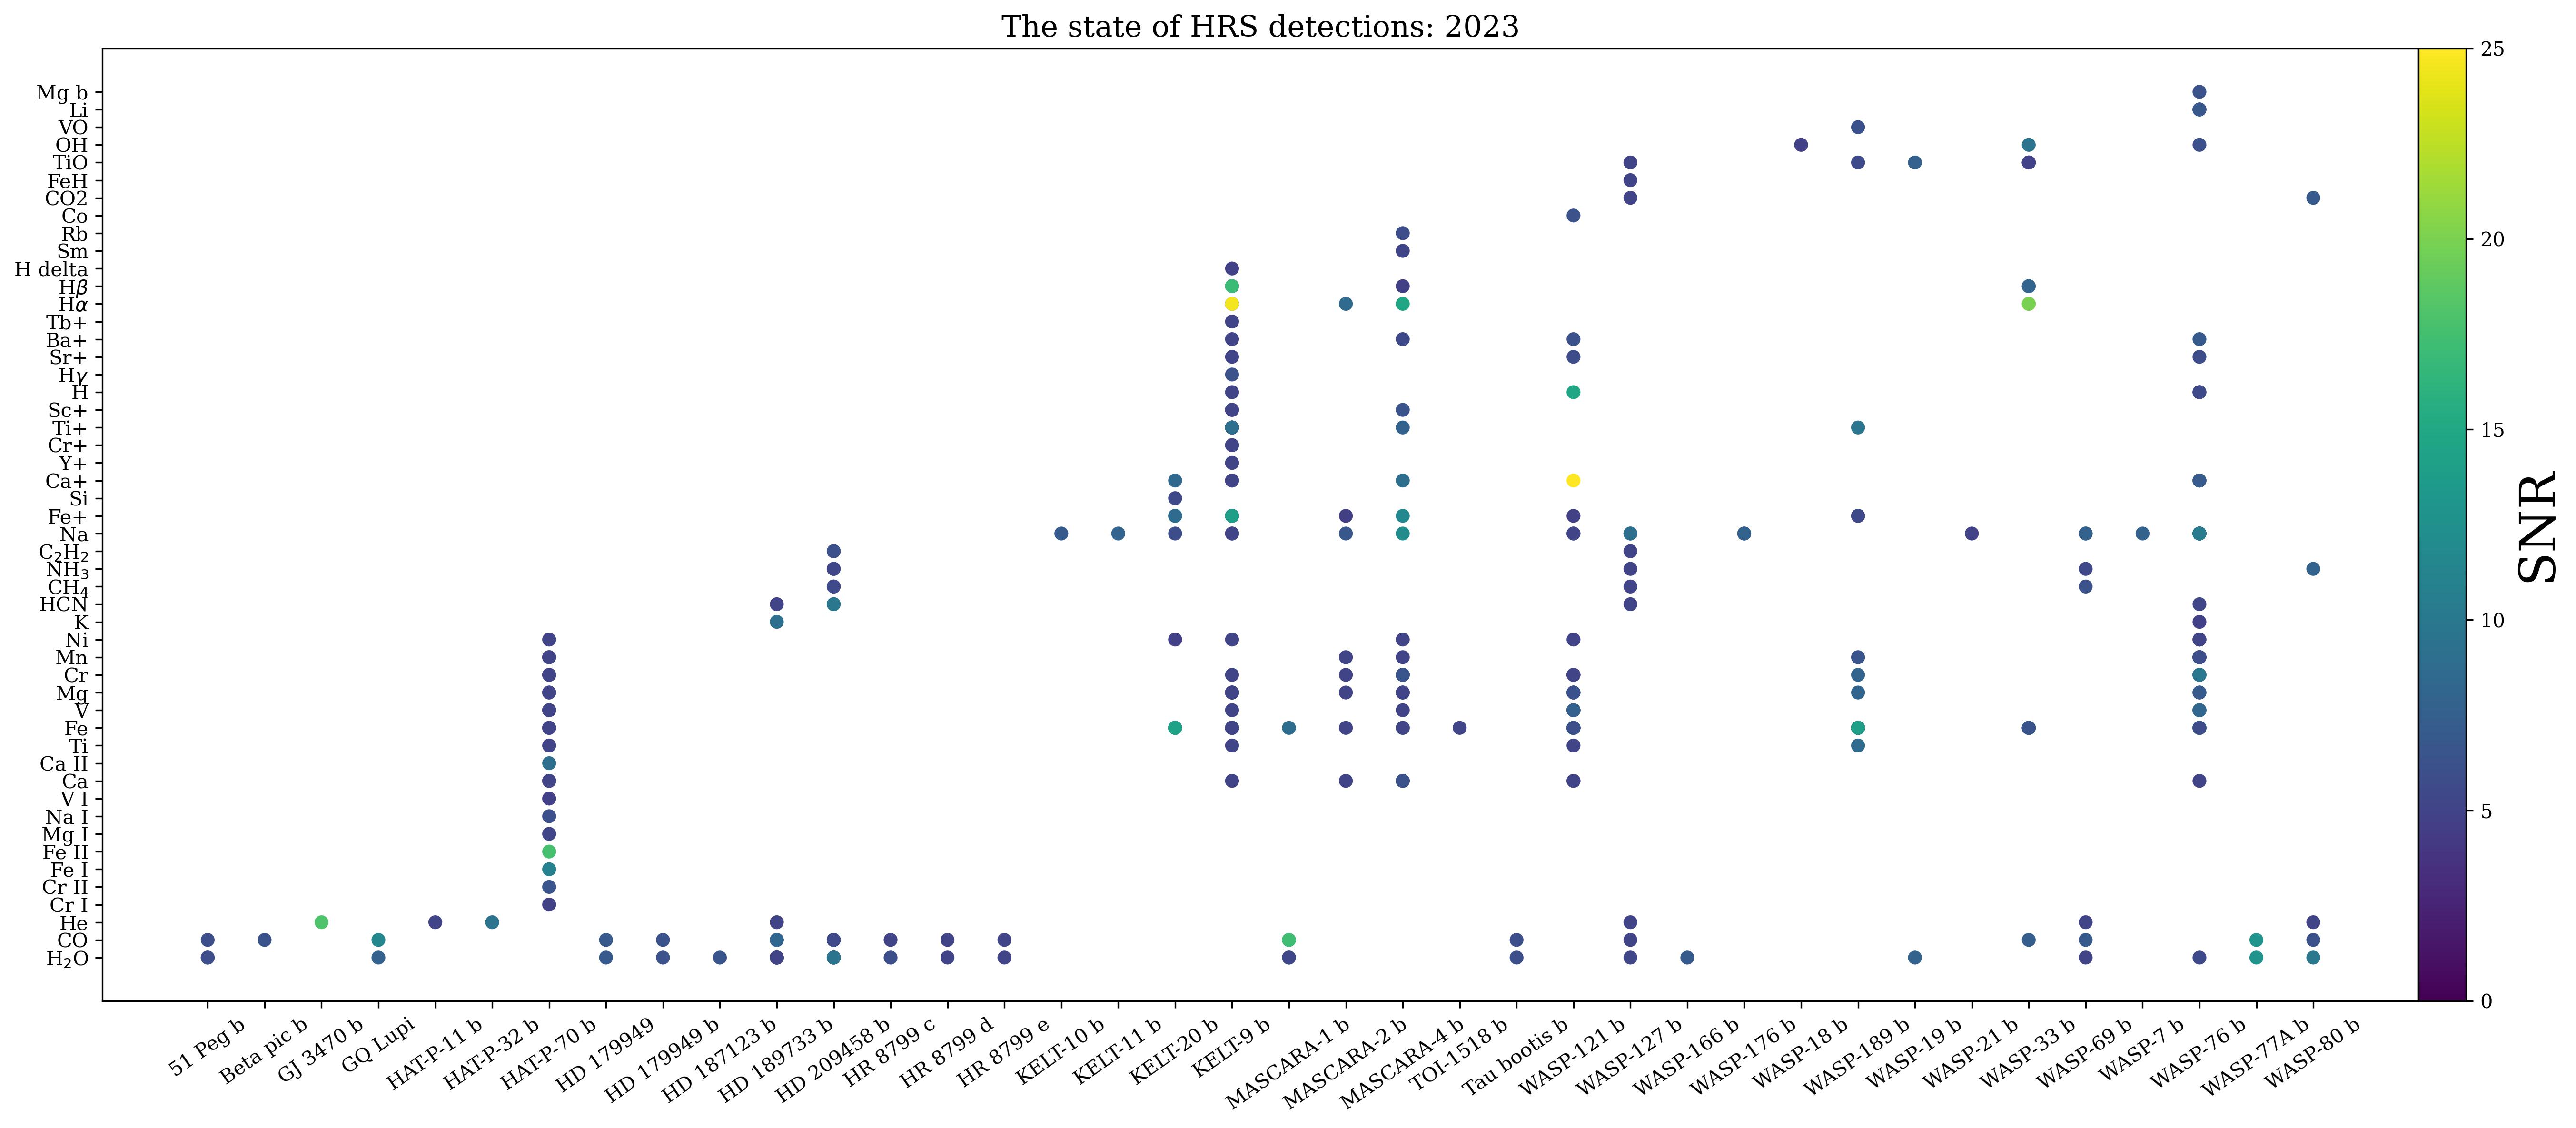 The state of HRS detections: 2023
Mg b
Li
VO
OH
TiO
FeH
CO2
Co
Rb
Sm
H delta
Hβ
Hα
Tb+
Ba+
Sr+
Hγ
H
Sc+
Ti+
Cr+
Y+
Ca+
Si
Fe+
Na
C₂H₂
NH₃
CH₄
HCN
K
Ni
Mn
Cr
Mg
V
Fe
Ti
Ca II
Ca
V I
Na I
Mg I
Fe II
Fe I
Cr II
Cr I
He
CO
H₂O
51 Peg b
Beta pic b
GJ 3470 b
GQ Lupi
HAT-P-11 b
HAT-P-32 b
HAT-P-70 b
HD 179949
HD 179949 b
HD 187123 b
HD 189733 b
HD 209458 b
HR 8799 c
HR 8799 d
HR 8799 e
KELT-10 b
KELT-11 b
KELT-20 b
KELT-9 b
MASCARA-1 b
MASCARA-2 b
MASCARA-4 b
TOI-1518 b
Tau bootis b
WASP-121 b
WASP-127 b
WASP-166 b
WASP-176 b
WASP-18 b
WASP-189 b
WASP-19 b
WASP-21 b
WASP-33 b
WASP-69 b
WASP-7 b
WASP-76 b
WASP-77A b
WASP-80 b
25
20
15
10
5
0
SNR